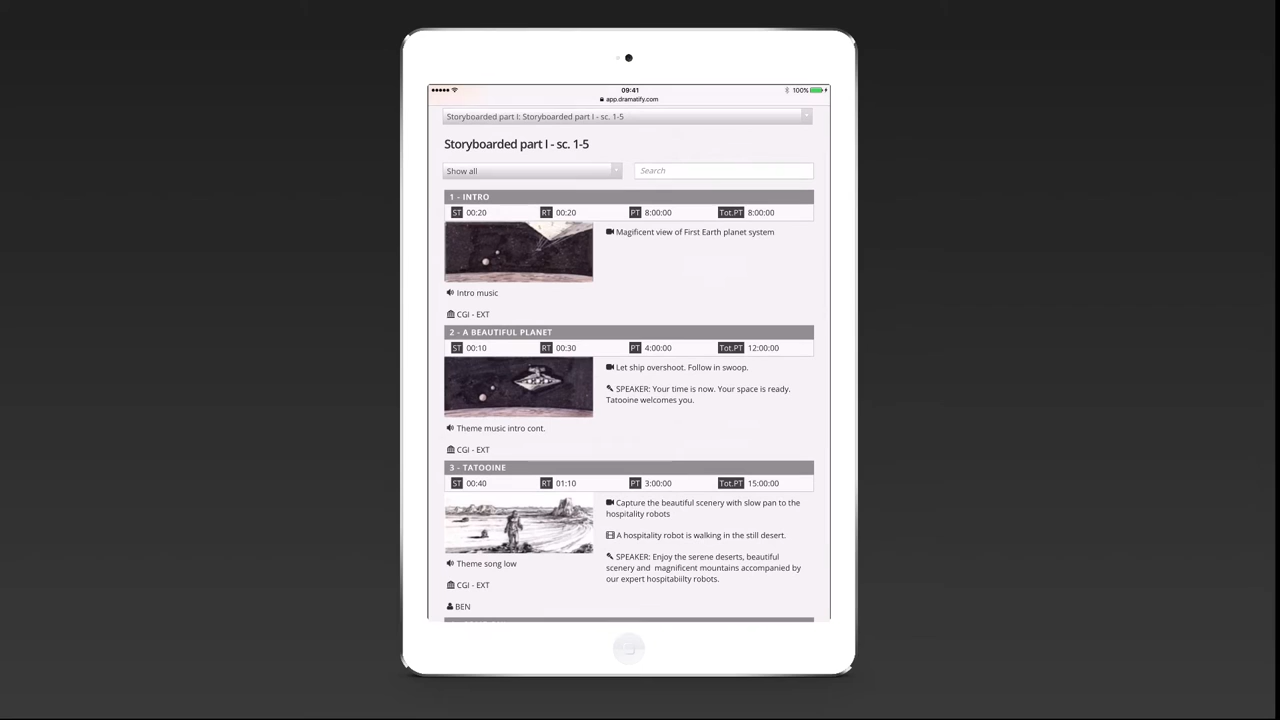 09:41
100%
app.dramatify.com
Storyboarded part I: Storyboarded part I - sc. 1-5
Storyboarded part I - sc. 1-5
Show all
Search
1 - INTRO
ST 00:20 RT 00:20 PT 8:00:00 Tot.PT 8:00:00
Magificent view of First Earth planet system
Intro music
CGI - EXT
2 - A BEAUTIFUL PLANET
ST 00:10 RT 00:30 PT 4:00:00 Tot.PT 12:00:00
Let ship overshoot. Follow in swoop.
SPEAKER: Your time is now. Your space is ready.
Tatooine welcomes you.
Theme music intro cont.
CGI - EXT
3 - TATOOINE
ST 00:40 RT 01:10 PT 3:00:00 Tot.PT 15:00:00
Capture the beautiful scenery with slow pan to the
hospitality robots
A hospitality robot is walking in the still desert.
SPEAKER: Enjoy the serene deserts, beautiful
scenery and magnificent mountains accompanied by
our expert hospitabiilty robots.
Theme song low
CGI - EXT
BEN